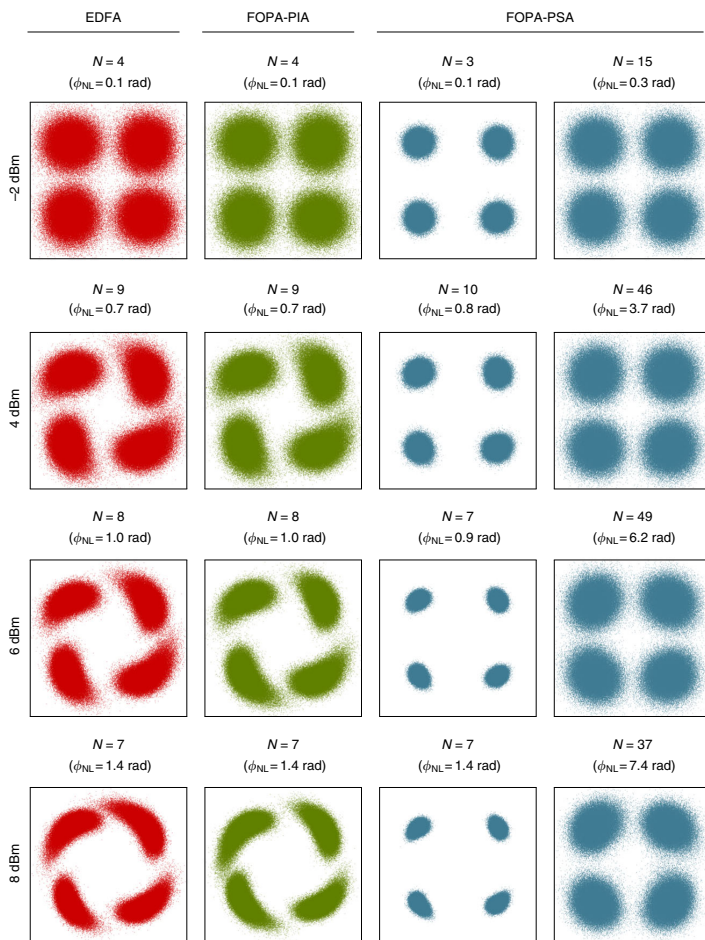 EDFA FOPA-PIA FOPA-PSA
N = 4 N = 4 N = 3 N = 15
(ϕNL = 0.1 rad) (ϕNL = 0.1 rad) (ϕNL = 0.1 rad) (ϕNL = 0.3 rad)
–2 dBm
N = 9 N = 9 N = 10 N = 46
(ϕNL = 0.7 rad) (ϕNL = 0.7 rad) (ϕNL = 0.8 rad) (ϕNL = 3.7 rad)
4 dBm
N = 8 N = 8 N = 7 N = 49
(ϕNL = 1.0 rad) (ϕNL = 1.0 rad) (ϕNL = 0.9 rad) (ϕNL = 6.2 rad)
6 dBm
N = 7 N = 7 N = 7 N = 37
(ϕNL = 1.4 rad) (ϕNL = 1.4 rad) (ϕNL = 1.4 rad) (ϕNL = 7.4 rad)
8 dBm